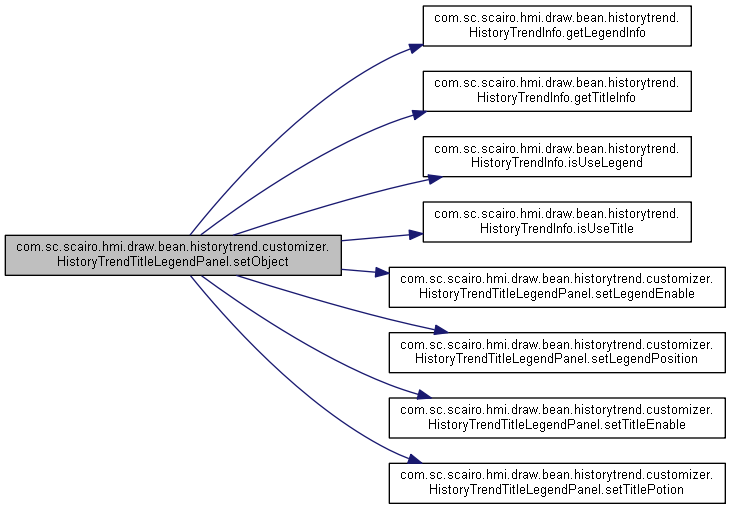 com.sc.scairo.hmi.draw.bean.historytrend.
HistoryTrendInfo.getLegendInfo
com.sc.scairo.hmi.draw.bean.historytrend.
HistoryTrendInfo.getTitleInfo
com.sc.scairo.hmi.draw.bean.historytrend.
HistoryTrendInfo.isUseLegend
com.sc.scairo.hmi.draw.bean.historytrend.
HistoryTrendInfo.isUseTitle
com.sc.scairo.hmi.draw.bean.historytrend.customizer.
HistoryTrendTitleLegendPanel.setObject
com.sc.scairo.hmi.draw.bean.historytrend.customizer.
HistoryTrendTitleLegendPanel.setLegendEnable
com.sc.scairo.hmi.draw.bean.historytrend.customizer.
HistoryTrendTitleLegendPanel.setLegendPosition
com.sc.scairo.hmi.draw.bean.historytrend.customizer.
HistoryTrendTitleLegendPanel.setTitleEnable
com.sc.scairo.hmi.draw.bean.historytrend.customizer.
HistoryTrendTitleLegendPanel.setTitlePotion